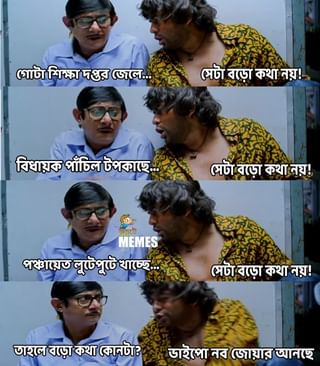 গোটা শিক্ষা দপ্তর জেলে...
সেটা বড়ো কথা নয়!
বিধায়ক পাঁচিল টপকাছে...
সেটা বড়ো কথা নয়!
MEMES
পঞ্চায়েত লুটেপুটে খাচ্ছে...
সেটা বড়ো কথা নয়!
তাহলে বড়ো কথা কোনটা?
ভাইপো নব জোয়ার আনছে